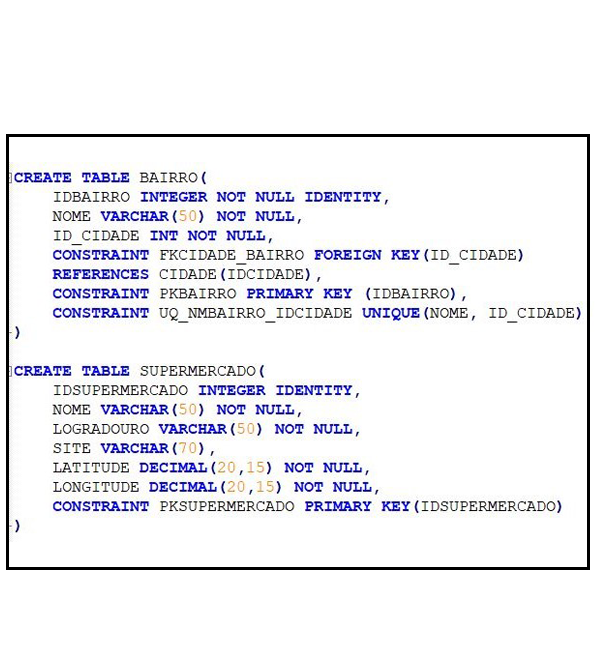 CREATE TABLE BAIRRO(
IDBAIRRO INTEGER NOT NULL IDENTITY,
NOME VARCHAR(50) NOT NULL,
ID_CIDADE INT NOT NULL,
CONSTRAINT FKCIDADE_BAIRRO FOREIGN KEY(ID_CIDADE)
REFERENCES CIDADE(IDCIDADE),
CONSTRAINT PKBAIRRO PRIMARY KEY (IDBAIRRO),
CONSTRAINT UQ_NMBAIRRO_IDCIDADE UNIQUE(NOME, ID_CIDADE)
)
CREATE TABLE SUPERMERCADO(
IDSUPERMERCADO INTEGER IDENTITY,
NOME VARCHAR(50) NOT NULL,
LOGRADOURO VARCHAR(50) NOT NULL,
SITE VARCHAR(70),
LATITUDE DECIMAL(20,15) NOT NULL,
LONGITUDE DECIMAL(20,15) NOT NULL,
CONSTRAINT PKSUPERMERCADO PRIMARY KEY(IDSUPERMERCADO)
)